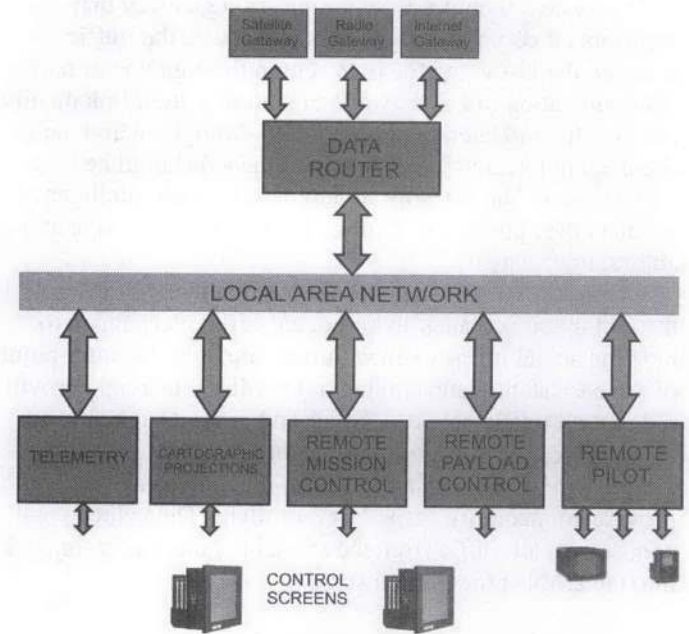 Satellite
Gateway
Radio
Gateway
Internet
Gateway
DATA
ROUTER
LOCAL AREA NETWORK
TELEMETRY
CARTOGRAPHIC
PROJECTIONS
REMOTE
MISSION
CONTROL
REMOTE
PAYLOAD
CONTROL
REMOTE
PILOT
CONTROL
SCREENS